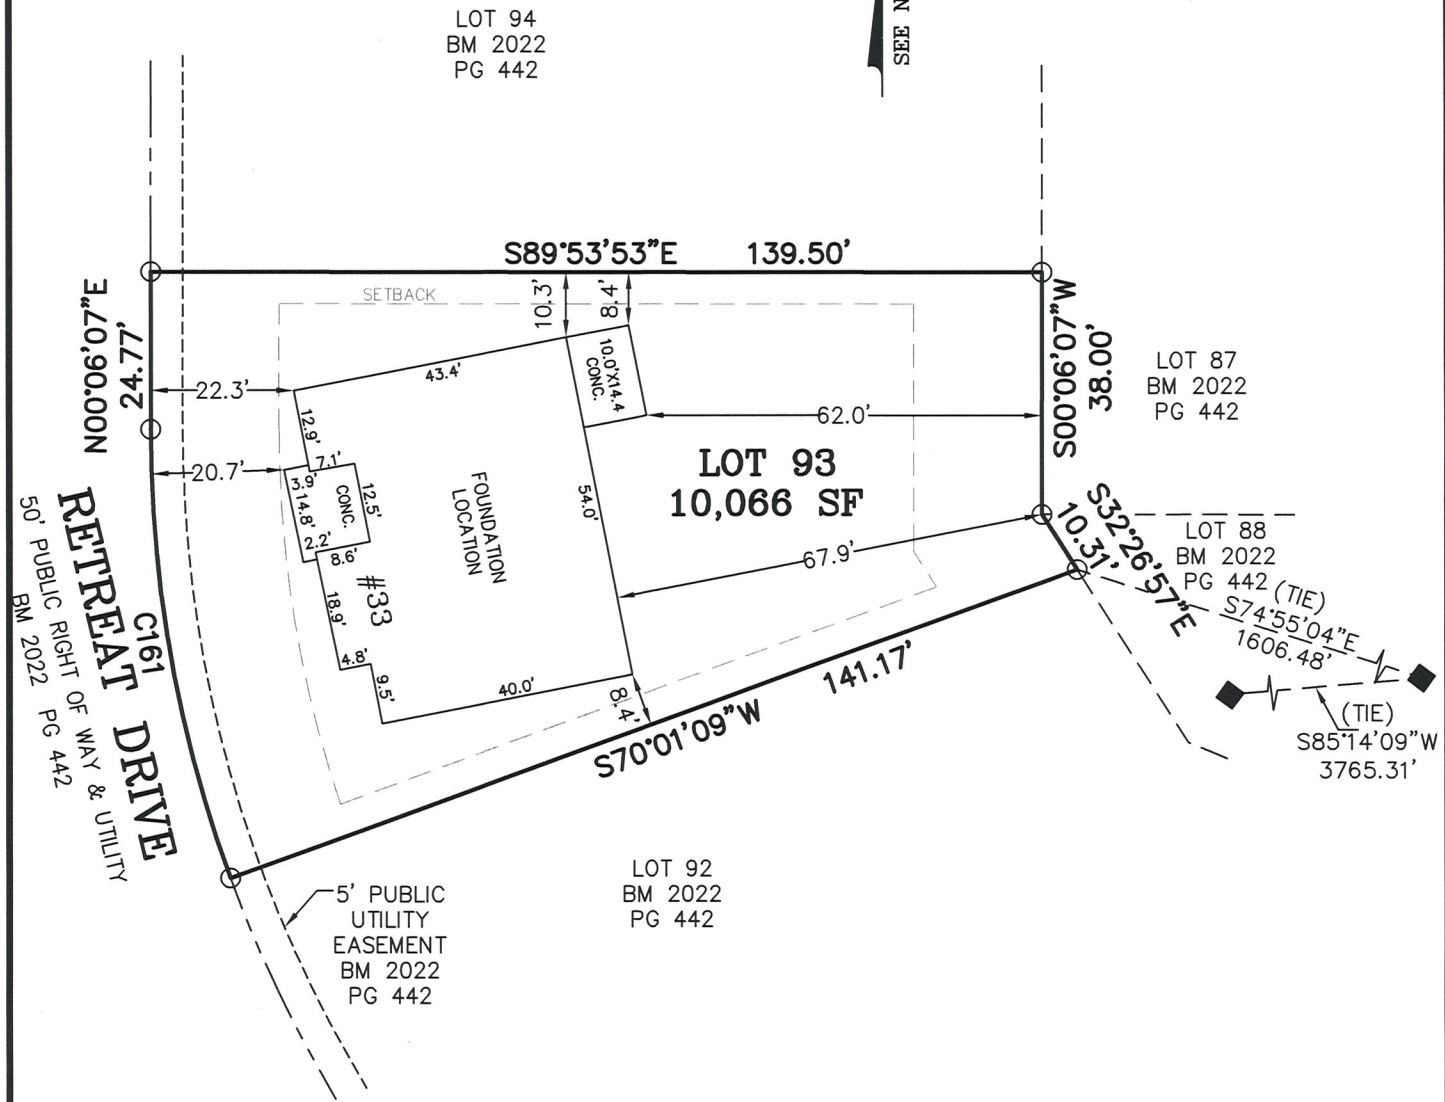 LOT 94
BM 2022
PG 442
SEE N
S89°53'53"E 139.50'
SETBACK
10.3'
8.4'
N00°06'07"E
24.77'
22.3'
43.4'
10.0'X14.4
CONC.
62.0'
S00°06'07"W
38.00'
LOT 87
BM 2022
PG 442
12.9'
7.1'
20.7'
3.9'
14.8'
CONC.
12.5'
2.2'
8.6'
FOUNDATION
LOCATION
54.0'
LOT 93
10,066 SF
67.9'
S32°26'57"E
10.31'
LOT 88
BM 2022
PG 442
(TIE)
S74°55'04"E
1606.48'
(TIE)
S85°14'09"W
3765.31'
#33
18.9'
4.8'
9.5'
40.0'
8.4'
141.17'
S70°01'09"W
C161
RETREAT DRIVE
50' PUBLIC RIGHT OF WAY & UTILITY
BM 2022 PG 442
LOT 92
BM 2022
PG 442
5' PUBLIC
UTILITY
EASEMENT
BM 2022
PG 442